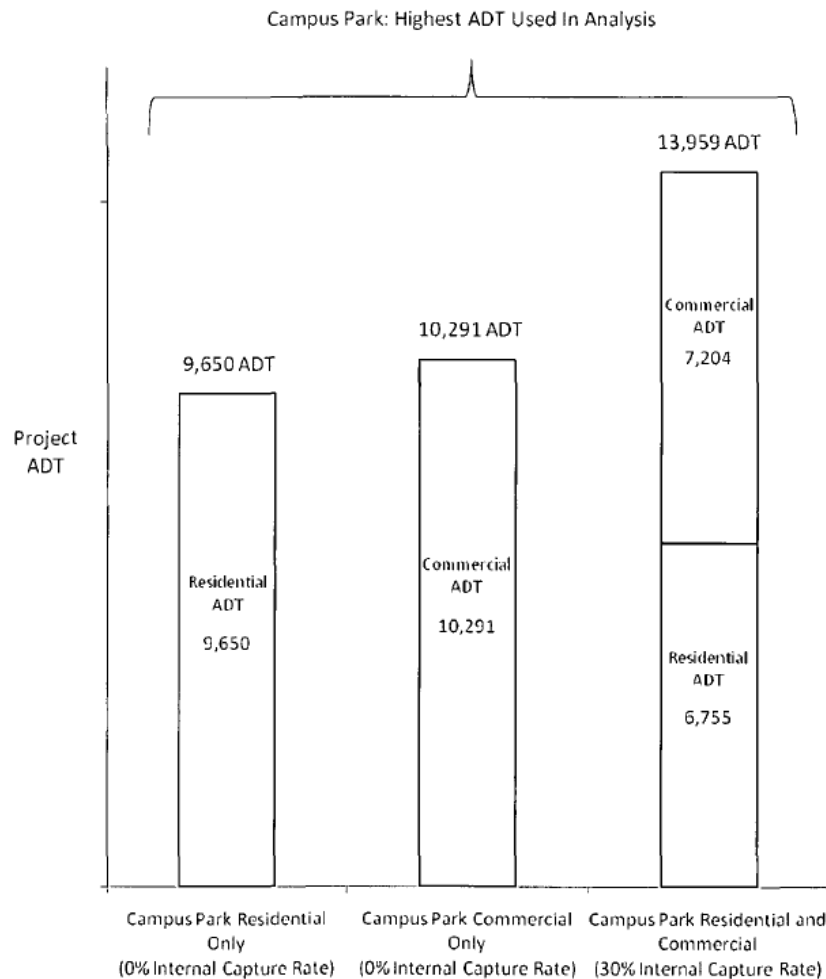 Campus Park: Highest ADT Used In Analysis
13,959 ADT
Commercial
ADT
7,204
10,291 ADT
9,650 ADT
Project
ADT
Residential
ADT
9,650
Commercial
ADT
10,291
Residential
ADT
6,755
Campus Park Residential
Only
(0% Internal Capture Rate)
Campus Park Commercial
Only
(0% Internal Capture Rate)
Campus Park Residential and
Commercial
(30% Internal Capture Rate)